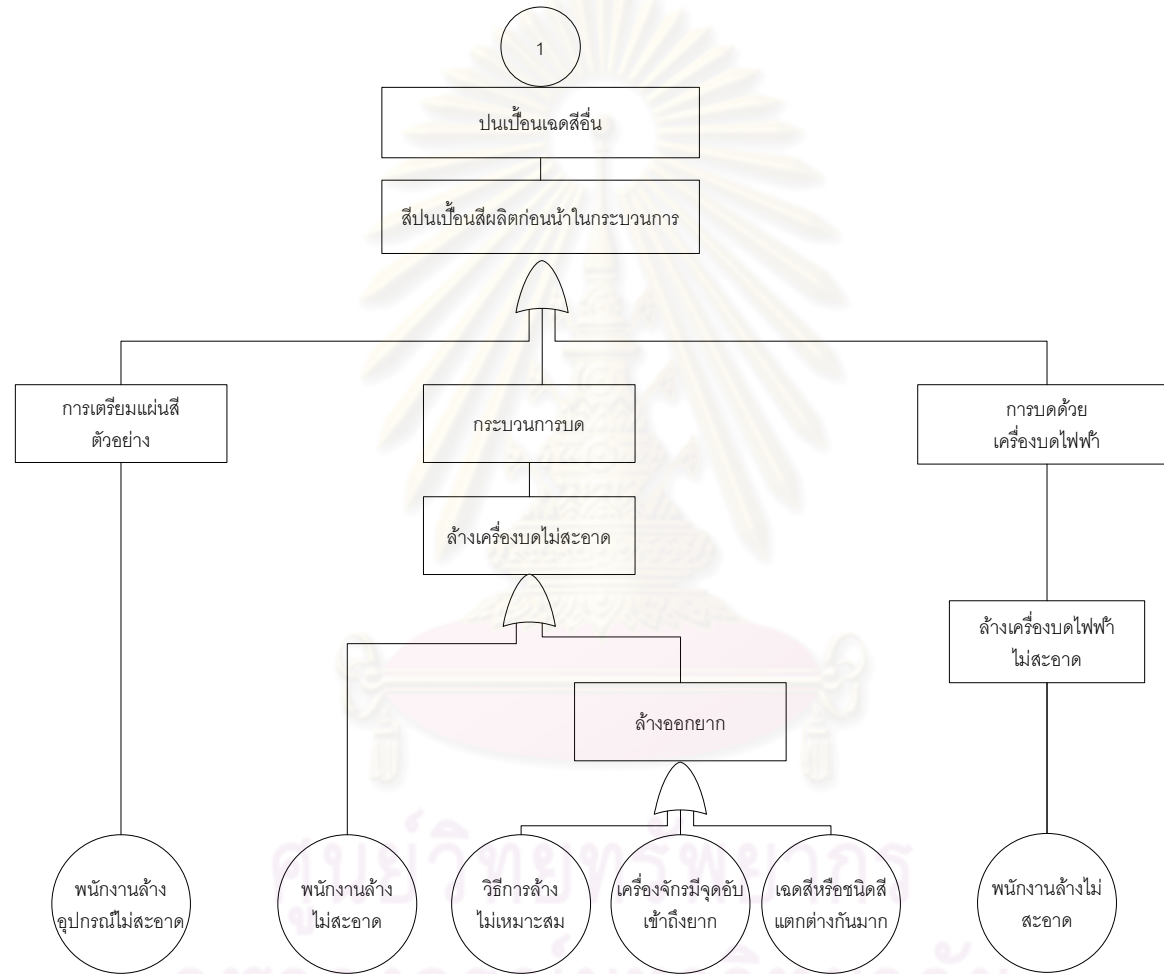 1
ปนเปื้อนเฉดสีอื่น
สีปนเปื้อนสีผลิตก่อนน้าในกระบวนการ
การเตรียมแผ่นสี
ตัวอย่าง
กระบวนการบด
การบดด้วย
เครื่องบดไฟฟ้า
ล้างเครื่องบดไม่สะอาด
ล้างเครื่องบดไฟฟ้า
ไม่สะอาด
ล้างออกยาก
พนักงานล้าง
อุปกรณ์ไม่สะอาด
พนักงานล้าง
ไม่สะอาด
วิธีการล้าง
ไม่เหมาะสม
เครื่องจักรมีจุดอับ
เข้าถึงยาก
เฉดสีหรือชนิดสี
แตกต่างกันมาก
พนักงานล้างไม่
สะอาด
ศูนย์วิทยทรัพยากร